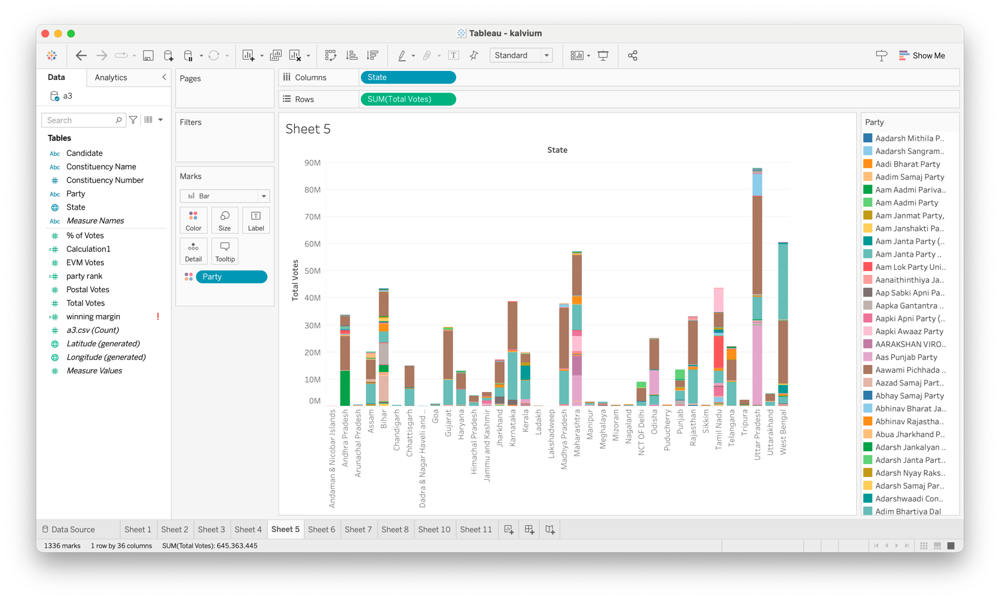 Tableau - kalvium
Standard
Show Me
Data
Analytics
a3
Search
Tables
Abc Candidate
Abc Constituency Name
# Constituency Number
Abc Party
State
Abc Measure Names
# % of Votes
=# Calculation1
# EVM Votes
=# party rank
# Postal Votes
# Total Votes
=# winning margin !
# a3.csv (Count)
Latitude (generated)
Longitude (generated)
# Measure Values
Pages
Filters
Marks
Bar
Color
Size
Label
Detail
Tooltip
Party
Columns
State
Rows
SUM(Total Votes)
Sheet 5
State
Total Votes
90M
80M
70M
60M
50M
40M
30M
20M
10M
0M
Andaman & Nicobar Islands
Andhra Pradesh
Arunachal Pradesh
Assam
Bihar
Chandigarh
Chhattisgarh
Dadra & Nagar Haveli and ..
Goa
Gujarat
Haryana
Himachal Pradesh
Jammu and Kashmir
Jharkhand
Karnataka
Kerala
Ladakh
Lakshadweep
Madhya Pradesh
Maharashtra
Manipur
Meghalaya
Mizoram
Nagaland
NCT OF Delhi
Odisha
Puducherry
Punjab
Rajasthan
Sikkim
Tamil Nadu
Telangana
Tripura
Uttar Pradesh
Uttarakhand
West Bengal
Party
Aadarsh Mithila P..
Aadarsh Sangram..
Aadi Bharat Party
Aadim Samaj Party
Aam Aadmi Pariva..
Aam Aadmi Party
Aam Janmat Party,
Aam Janshakti Pa..
Aam Janta Party (..
Aam Janta Party ..
Aam Lok Party Uni..
Aanaithinthiya Ja..
Aap Sabki Apni Pa..
Aapka Gantantra ..
Aapki Apni Party (..
Aapki Awaaz Party
AARAKSHAN VIRO..
Aas Punjab Party
Aawami Pichhada ..
Aazad Samaj Part..
Abhay Samaj Party
Abhinav Bharat Ja..
Abhinav Rajastha..
Abua Jharkhand P..
Adarsh Jankalyan ..
Adarsh Janta Part..
Adarsh Nyay Raks..
Adarsh Samaj Par..
Adarshwaadi Con..
Adim Bhartiya Dal
Data Source
Sheet 1
Sheet 2
Sheet 3
Sheet 4
Sheet 5
Sheet 6
Sheet 7
Sheet 8
Sheet 10
Sheet 11
1336 marks
1 row by 36 columns
SUM(Total Votes): 645,363,445